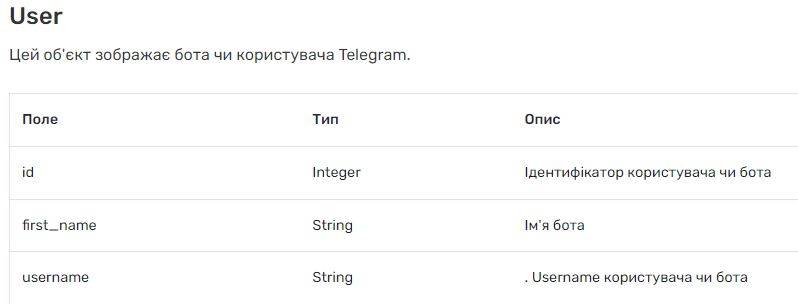 User
Цей об'єкт зображає бота чи користувача Telegram.
Поле Тип Опис
id Integer Ідентифікатор користувача чи бота
first_name String Ім'я бота
username String . Username користувача чи бота